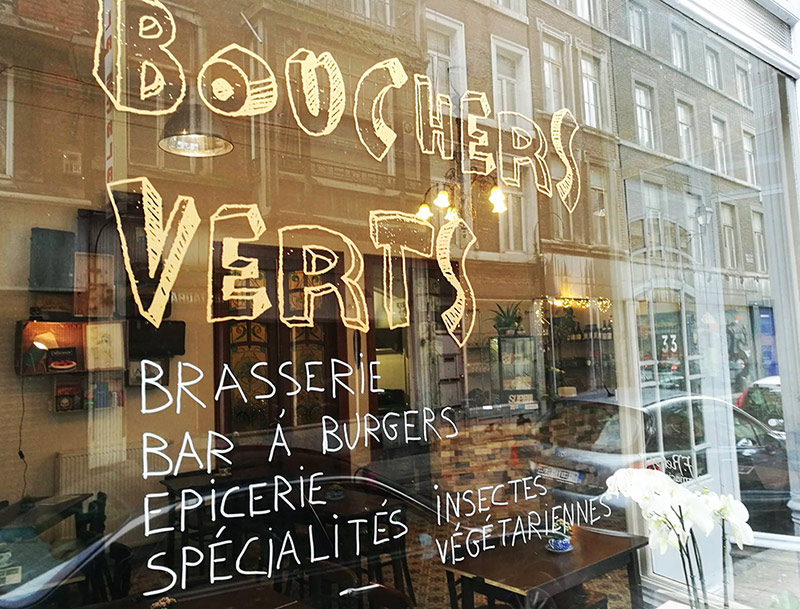 BOUCHERS
VERTS
BRASSERIE
BAR À BURGERS
EPICERIE
SPÉCIALITÉS INSECTES
VÉGÉTARIENNES
33